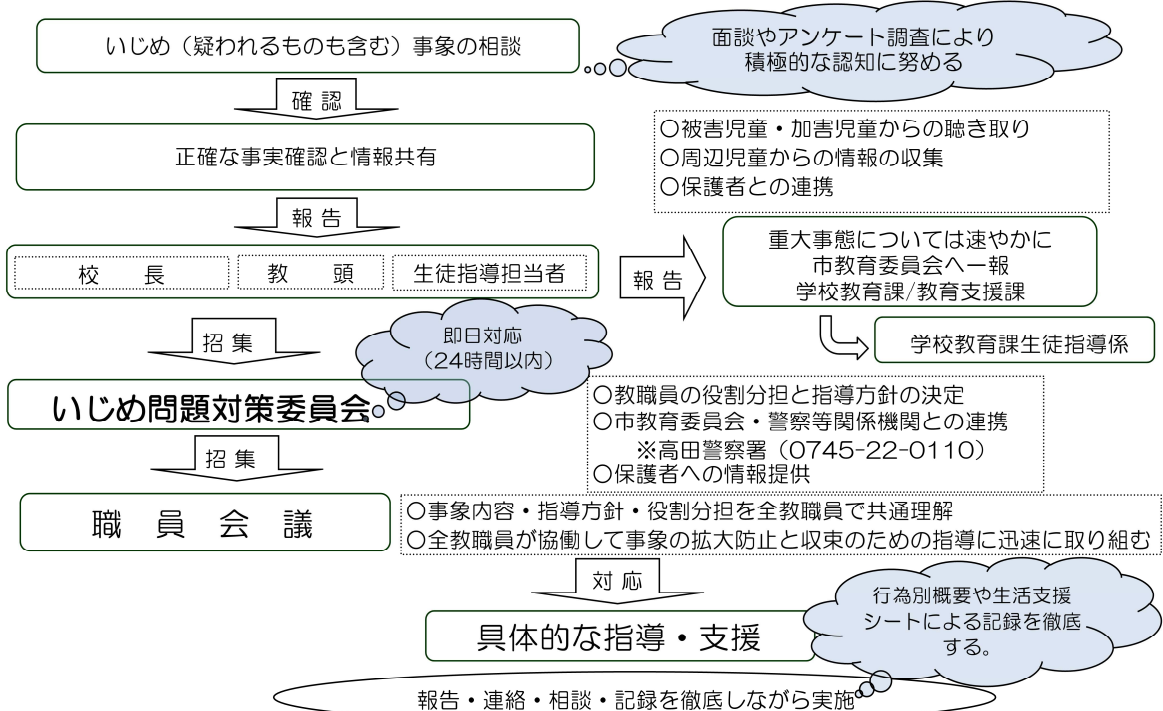 いじめ（疑われるものも含む）事象の相談
面談やアンケート調査により
積極的な認知に努める
確 認
正確な事実確認と情報共有
〇被害児童・加害児童からの聴き取り
〇周辺児童からの情報の収集
〇保護者との連携
報 告
校　　長
教　　頭
生徒指導担当者
報 告
重大事態については速やかに
市教育委員会へ一報
学校教育課/教育支援課
学校教育課生徒指導係
招 集
即日対応
（24時間以内）
いじめ問題対策委員会
〇教職員の役割分担と指導方針の決定
〇市教育委員会・警察等関係機関との連携
※高田警察署（0745-22-0110）
〇保護者への情報提供
招 集
職　員　会　議
〇事象内容・指導方針・役割分担を全教職員で共通理解
〇全教職員が協働して事象の拡大防止と収束のための指導に迅速に取り組む
対 応
具体的な指導・支援
行為別概要や生活支援
シートによる記録を徹底
する。
報告・連絡・相談・記録を徹底しながら実施